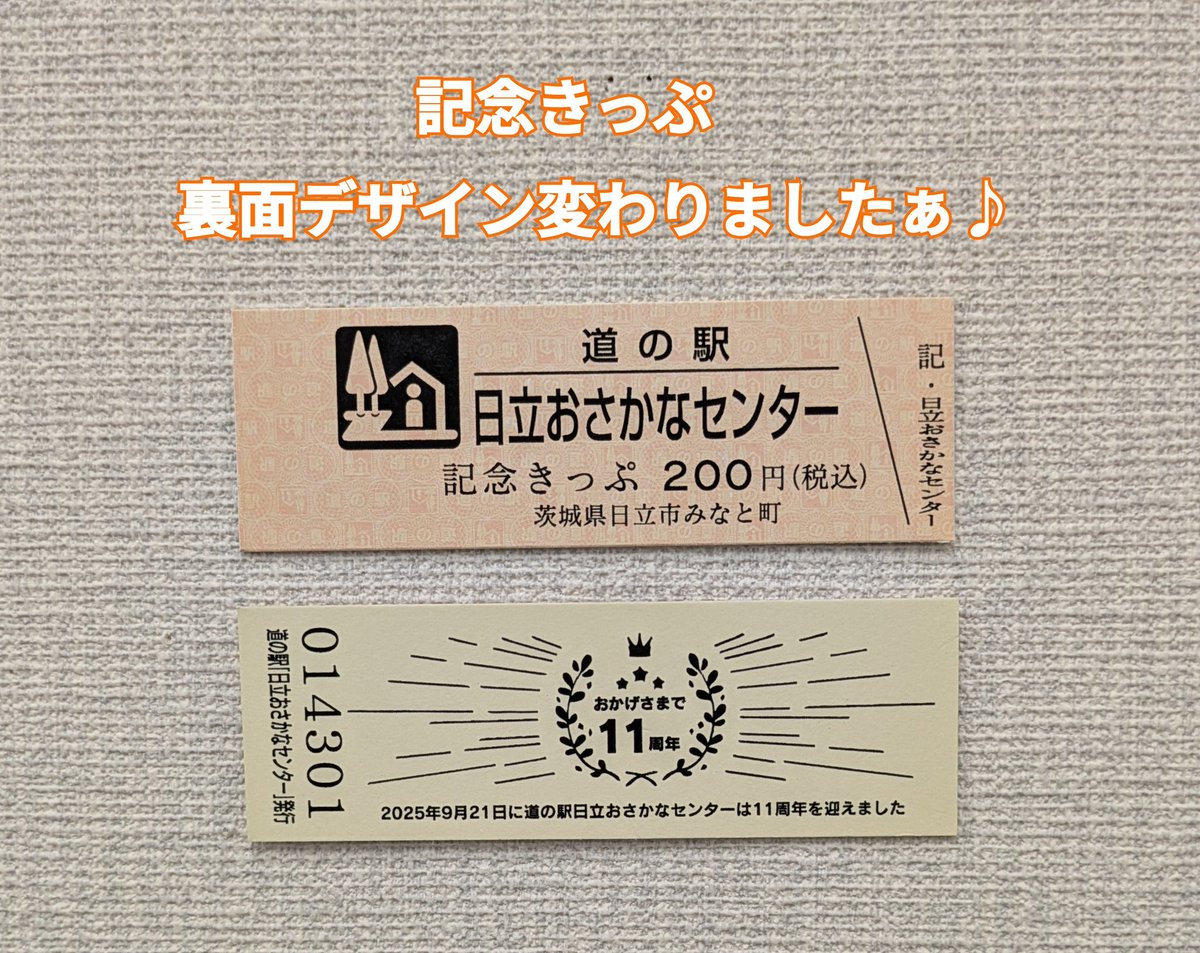 記念きっぷ
裏面デザイン変わりましたぁ♪
道の駅
日立おさかなセンター
記念きっぷ 200円(税込)
茨城県日立市みなと町
記・日立おさかなセンター
014301
道の駅「日立おさかなセンター」発行
おかげさまで
11周年
2025年9月21日に道の駅日立おさかなセンターは11周年を迎えました